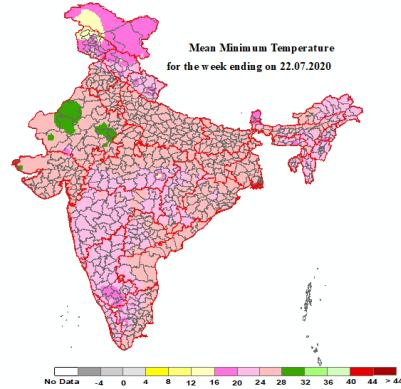 Mean Minimum Temperature
for the week ending on 22.07.2020
No Data -4 0 4 8 12 16 20 24 28 32 36 40 44 > 44